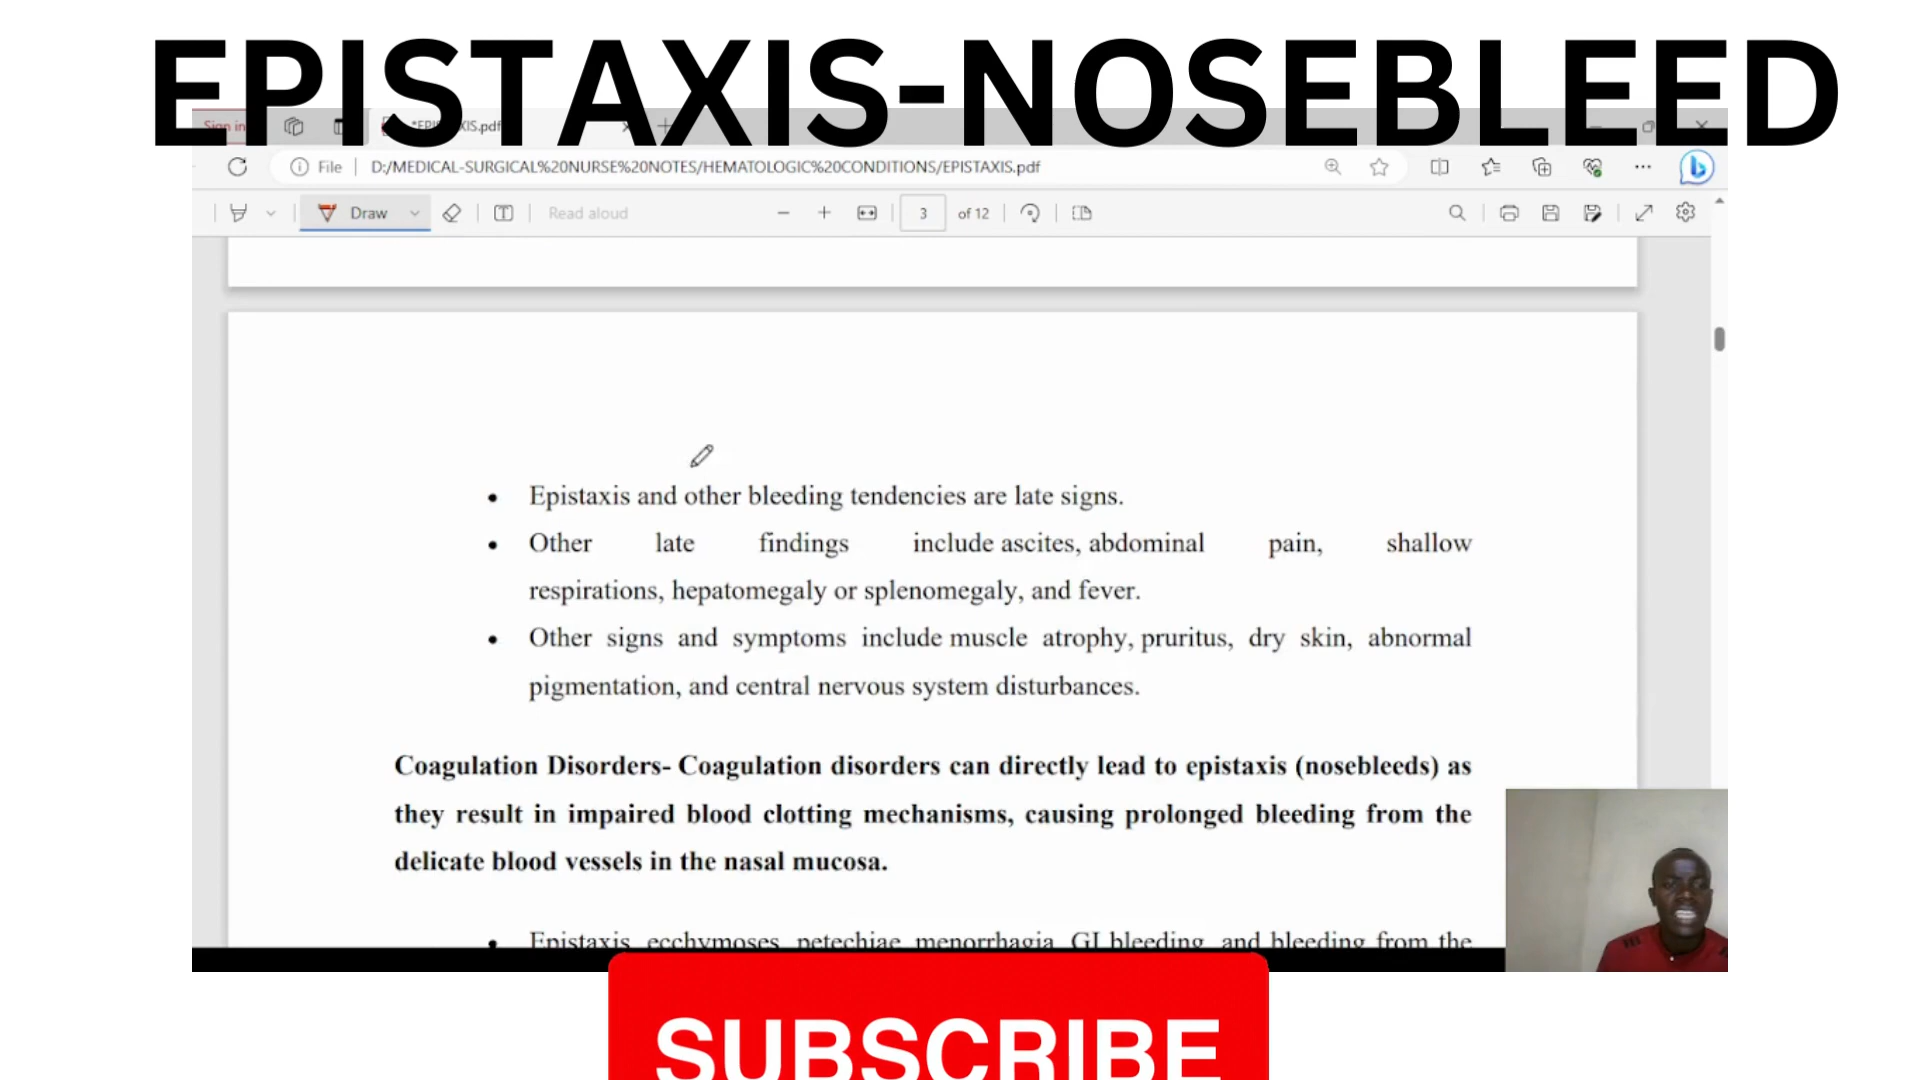 EPISTAXIS-NOSEBLEED
Sign in
File D:/MEDICAL-SURGICAL%20NURSE%20NOTES/HEMATOLOGIC%20CONDITIONS/EPISTAXIS.pdf
Draw Read aloud 3 of 12
• Epistaxis and other bleeding tendencies are late signs.
• Other late findings include ascites, abdominal pain, shallow
respirations, hepatomegaly or splenomegaly, and fever.
• Other signs and symptoms include muscle atrophy, pruritus, dry skin, abnormal
pigmentation, and central nervous system disturbances.
Coagulation Disorders- Coagulation disorders can directly lead to epistaxis (nosebleeds) as
they result in impaired blood clotting mechanisms, causing prolonged bleeding from the
delicate blood vessels in the nasal mucosa.
• Epistaxis, ecchymoses, petechiae, menorrhagia, GI bleeding, and bleeding from the
SUBSCRIBE